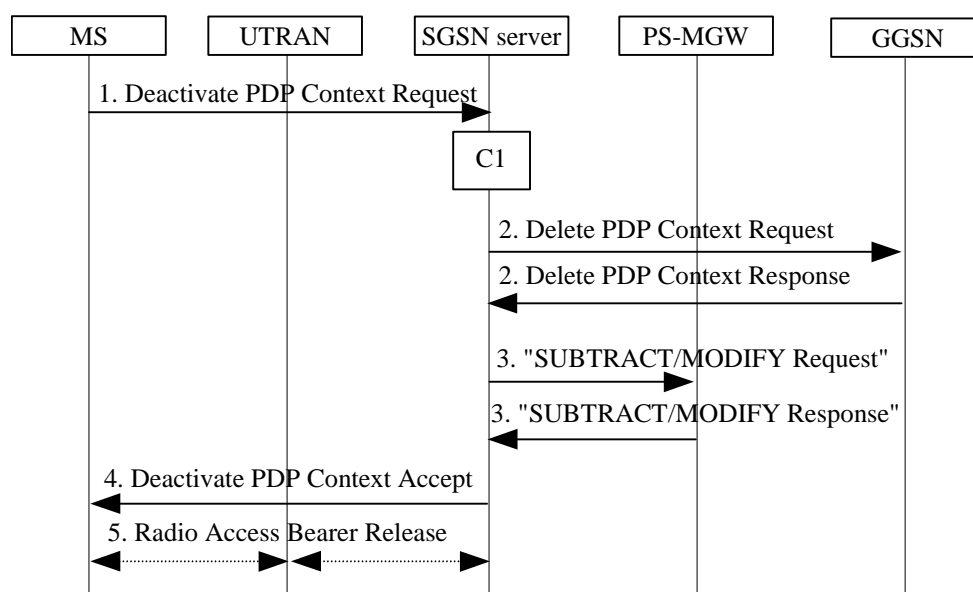 MS
UTRAN
SGSN server
PS-MGW
GGSN
1. Deactivate PDP Context Request
C1
2. Delete PDP Context Request
2. Delete PDP Context Response
3. "SUBTRACT/MODIFY Request"
3. "SUBTRACT/MODIFY Response"
4. Deactivate PDP Context Accept
5. Radio Access Bearer Release